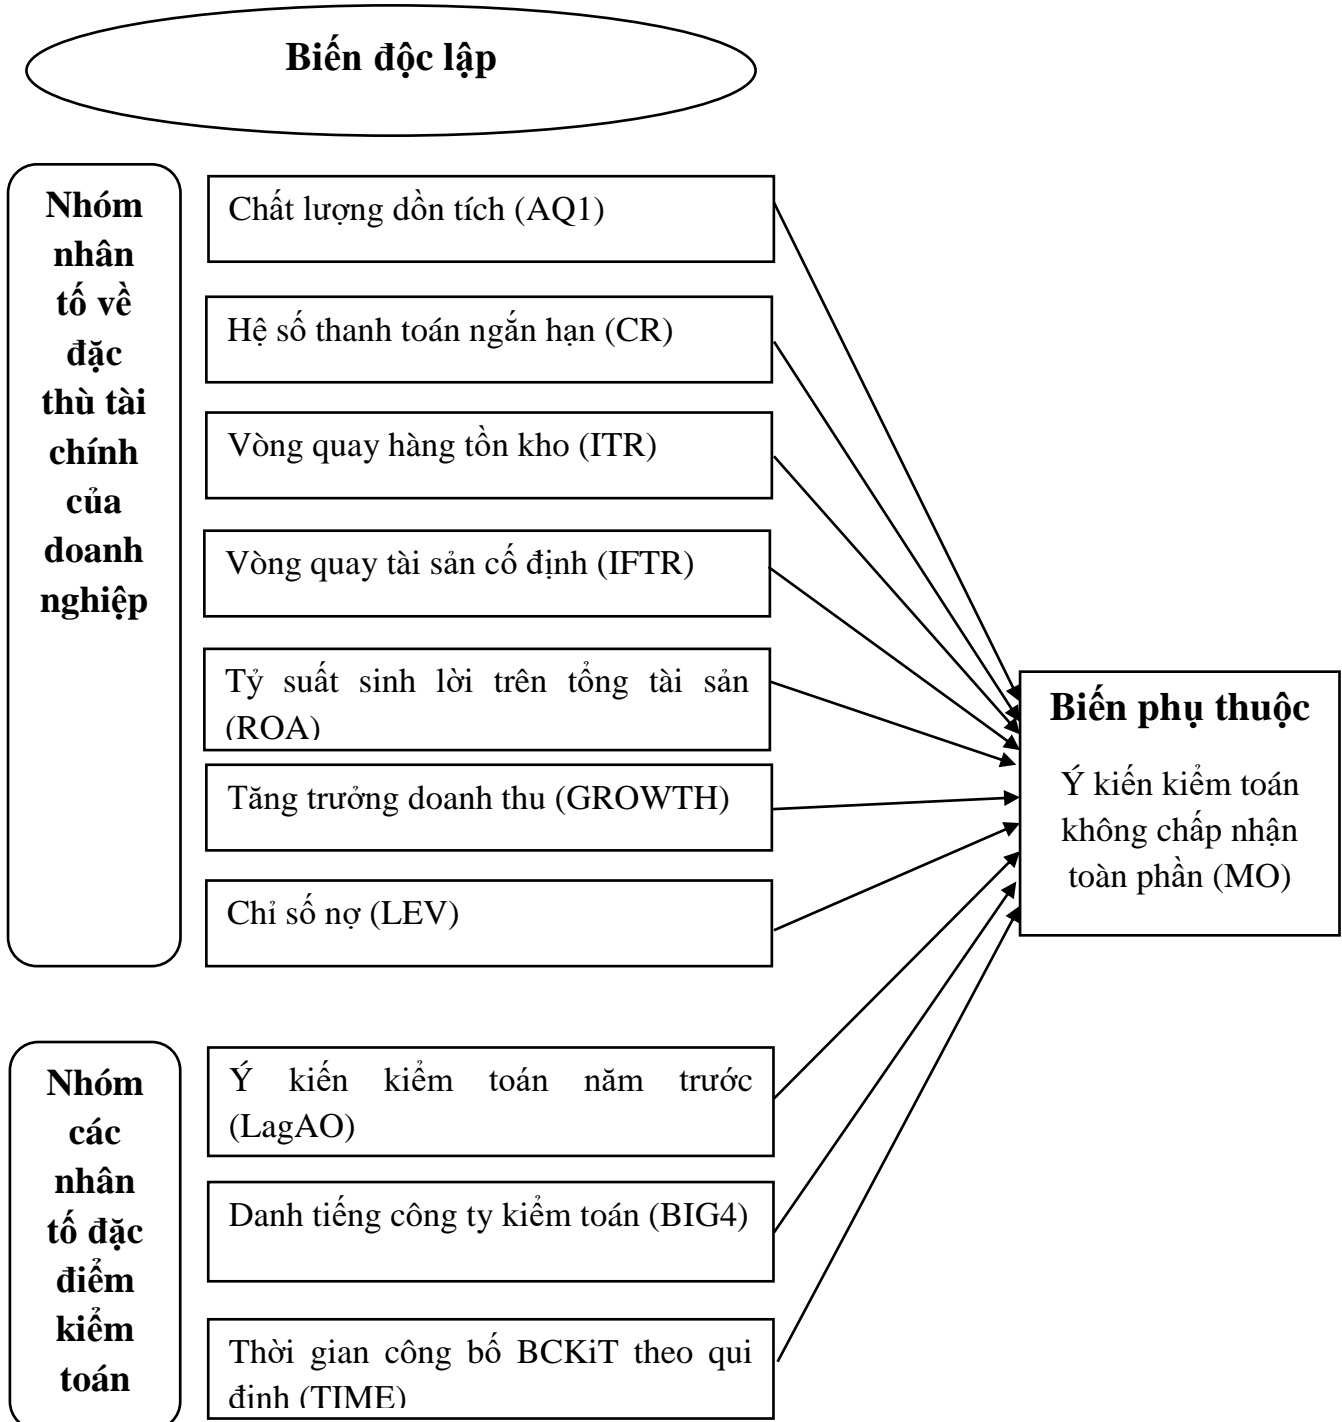 Biến độc lập
Nhóm
nhân
tố về
đặc
thù tài
chính
của
doanh
nghiệp
Chất lượng dồn tích (AQ1)
Hệ số thanh toán ngắn hạn (CR)
Vòng quay hàng tồn kho (ITR)
Vòng quay tài sản cố định (IFTR)
Tỷ suất sinh lời trên tổng tài sản
(ROA)
Tăng trưởng doanh thu (GROWTH)
Chỉ số nợ (LEV)
Nhóm
các
nhân
tố đặc
điểm
kiểm
toán
Ý kiến kiểm toán năm trước
(LagAO)
Danh tiếng công ty kiểm toán (BIG4)
Thời gian công bố BCKiT theo qui
định (TIME)
Biến phụ thuộc
Ý kiến kiểm toán
không chấp nhận
toàn phần (MO)